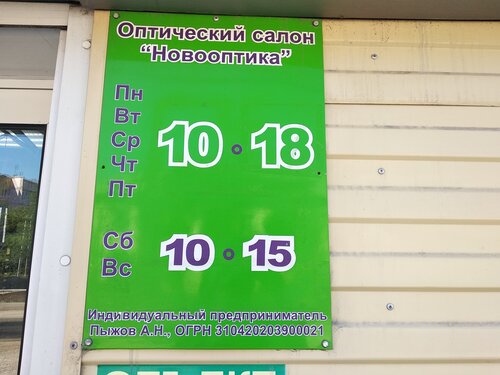 Оптический салон
"Новооптика"
Пн
Вт
Ср
Чт
Пт
10 - 18
Сб
Вс
10 - 15
Индивидуальный предприниматель
Пыжов А.Н., ОГРН 310420203900021